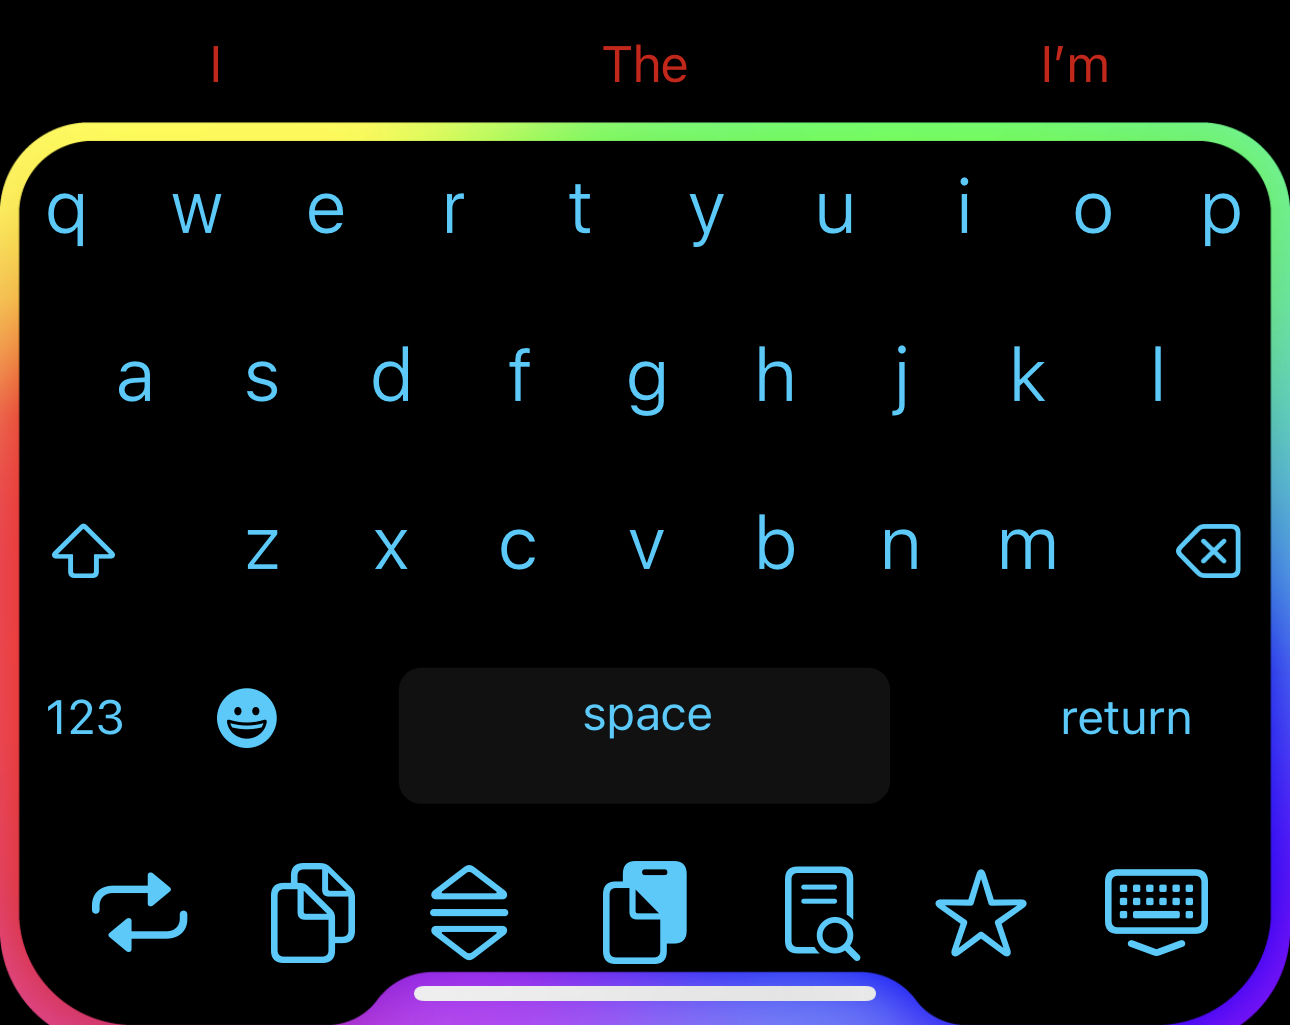 I The I'm
q w e r t y u i o p
a s d f g h j k l
z x c v b n m
123 space return